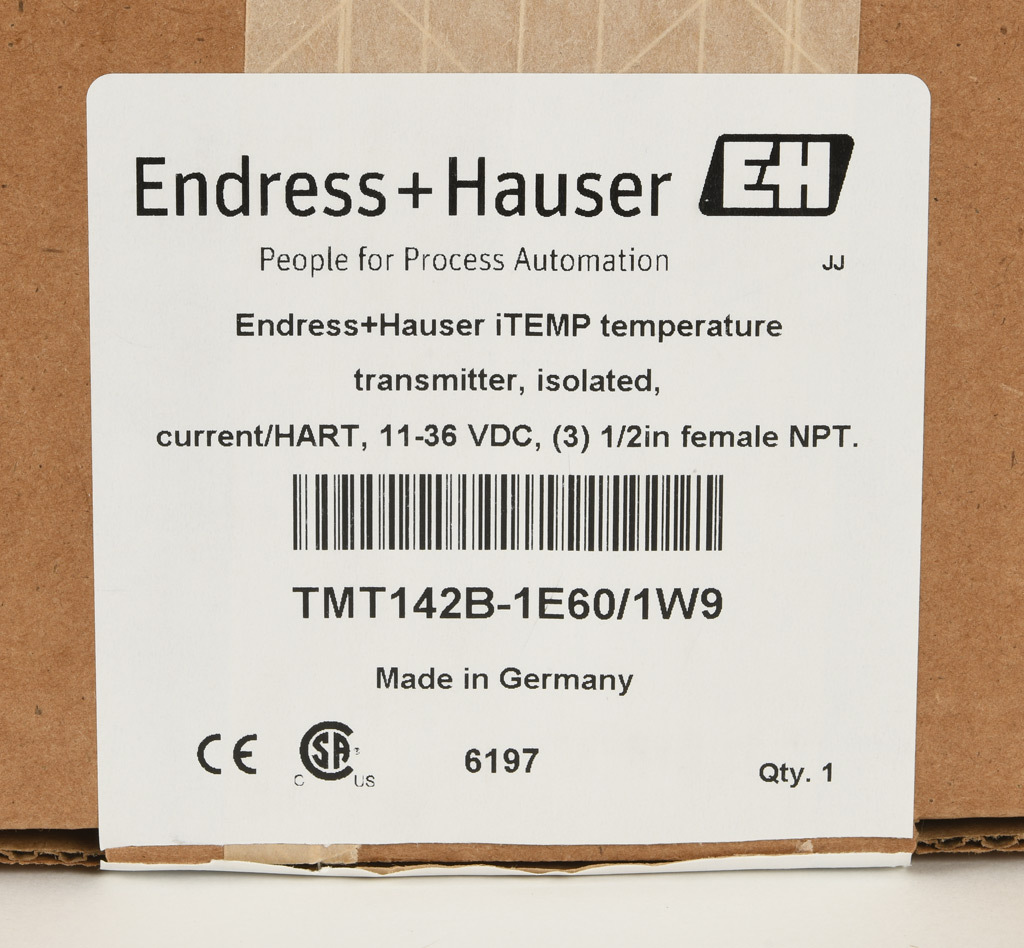 Endress+Hauser EH
People for Process Automation JJ
Endress+Hauser iTEMP temperature
transmitter, isolated,
current/HART, 11-36 VDC, (3) 1/2in female NPT.
TMT142B-1E60/1W9
Made in Germany
CE C SA ® US 6197 Qty. 1